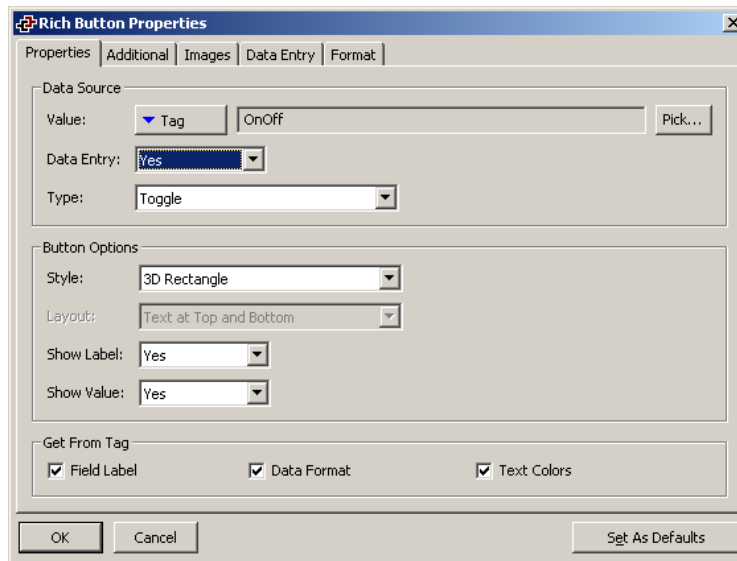 Rich Button Properties
Properties Additional Images Data Entry Format
Data Source
Value: Tag OnOff Pick...
Data Entry: Yes
Type: Toggle
Button Options
Style: 3D Rectangle
Layout: Text at Top and Bottom
Show Label: Yes
Show Value: Yes
Get From Tag
Field Label Data Format Text Colors
OK Cancel Set As Defaults